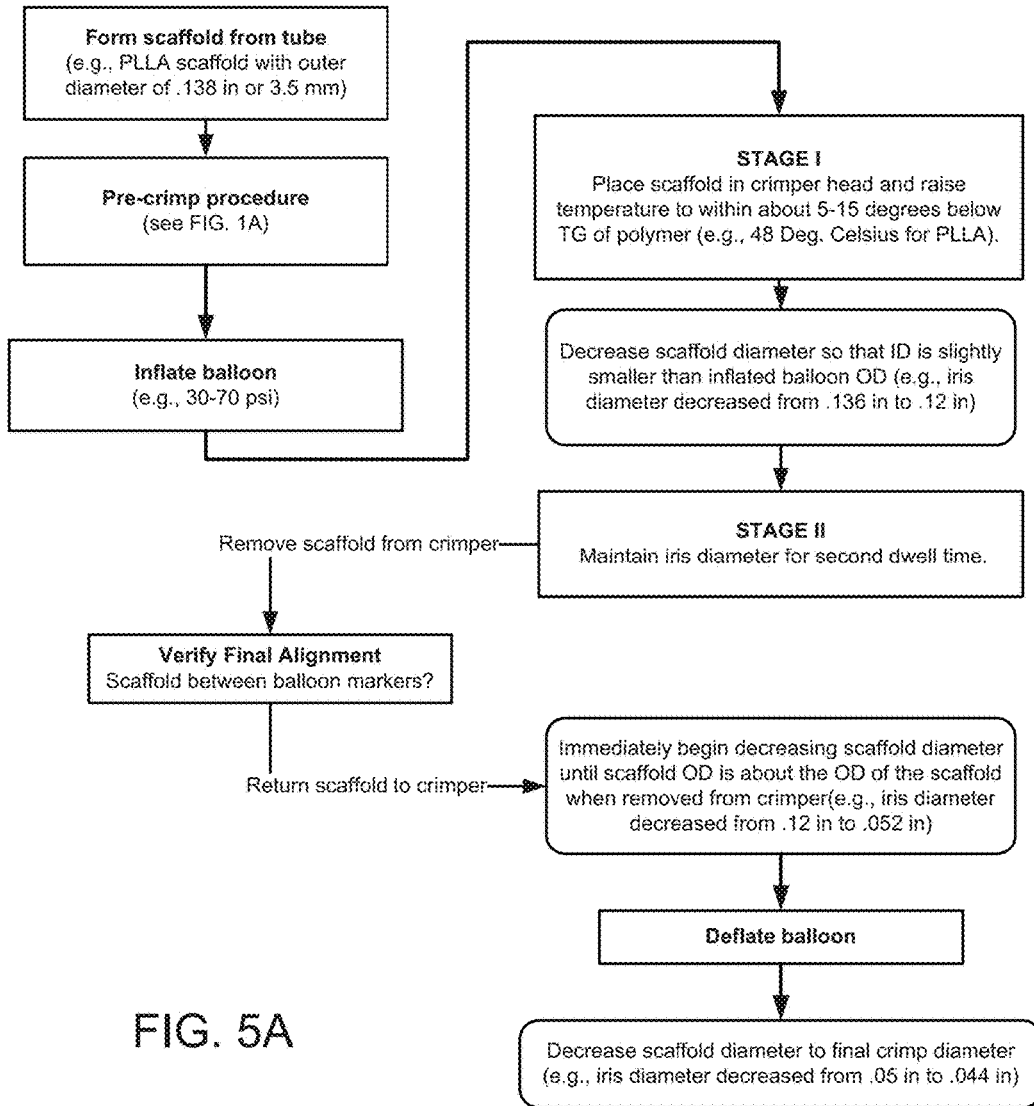 Form scaffold from tube
(e.g., PLLA scaffold with outer
diameter of .138 in or 3.5 mm)
Pre-crimp procedure
(see FIG. 1A)
Inflate balloon
(e.g., 30-70 psi)
STAGE I
Place scaffold in crimper head and raise
temperature to within about 5-15 degrees below
TG of polymer (e.g., 48 Deg. Celsius for PLLA).
Decrease scaffold diameter so that ID is slightly
smaller than inflated balloon OD (e.g., iris
diameter decreased from .136 in to .12 in)
STAGE II
Maintain iris diameter for second dwell time.
Remove scaffold from crimper
Verify Final Alignment
Scaffold between balloon markers?
Return scaffold to crimper
Immediately begin decreasing scaffold diameter
until scaffold OD is about the OD of the scaffold
when removed from crimper(e.g., iris diameter
decreased from .12 in to .052 in)
Deflate balloon
Decrease scaffold diameter to final crimp diameter
(e.g., iris diameter decreased from .05 in to .044 in)
FIG. 5A